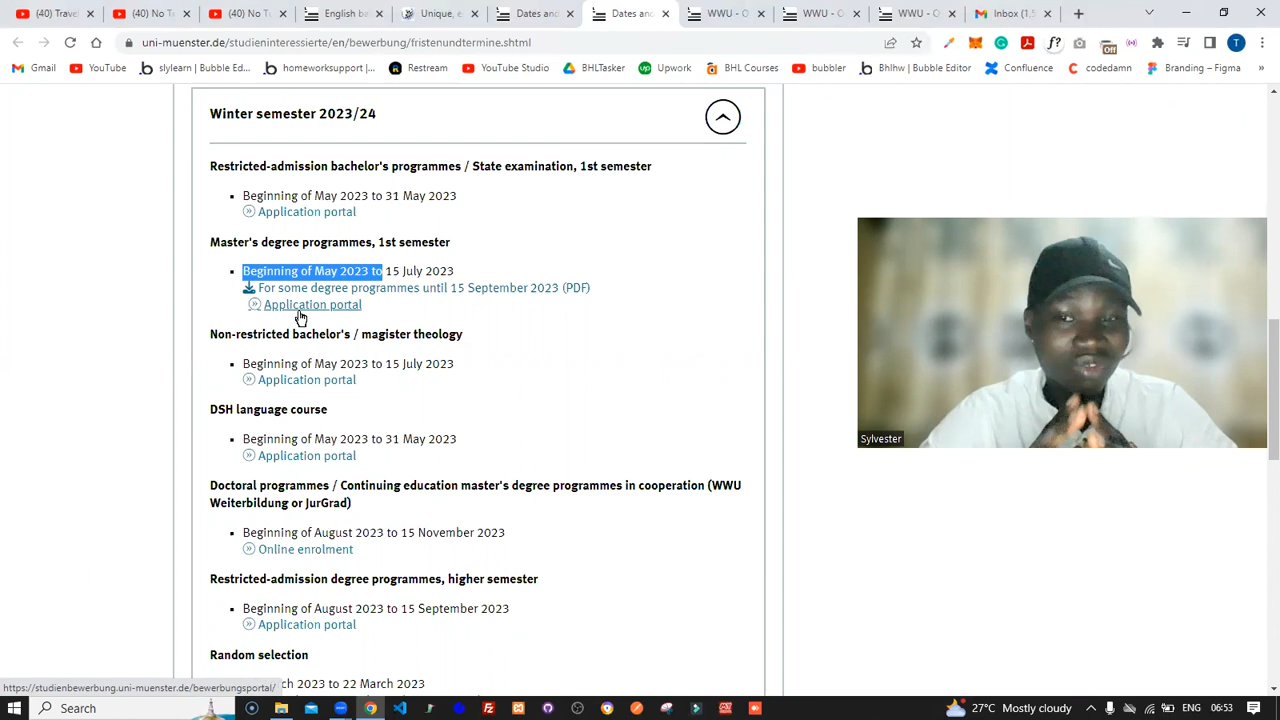 (40) Trave
(40) No Te
(40) No Te
English be
Unique, e
Dates and
Dates and
WWU - C
WWU - O
WWU - O
Inbox (1.5
uni-muenster.de/studieninteressierte/en/bewerbung/fristenundtermine.shtml
Off
f?
T
Gmail
YouTube
slylearn | Bubble Ed...
homeworksupport |...
Restream
YouTube Studio
BHLTasker
Upwork
BHL Courses
bubbler
Bhlhw | Bubble Editor
Confluence
codedamn
Branding – Figma
»
Winter semester 2023/24
Restricted-admission bachelor's programmes / State examination, 1st semester
Beginning of May 2023 to 31 May 2023
Application portal
Master's degree programmes, 1st semester
Beginning of May 2023 to 15 July 2023
For some degree programmes until 15 September 2023 (PDF)
Application portal
Non-restricted bachelor's / magister theology
Beginning of May 2023 to 15 July 2023
Application portal
DSH language course
Beginning of May 2023 to 31 May 2023
Application portal
Doctoral programmes / Continuing education master's degree programmes in cooperation (WWU
Weiterbildung or JurGrad)
Beginning of August 2023 to 15 November 2023
Online enrolment
Restricted-admission degree programmes, higher semester
Beginning of August 2023 to 15 September 2023
Application portal
Random selection
ch 2023 to 22 March 2023
Sylvester
https://studienbewerbung.uni-muenster.de/bewerbungsportal/
Search
27°C Mostly cloudy
ENG
06:53